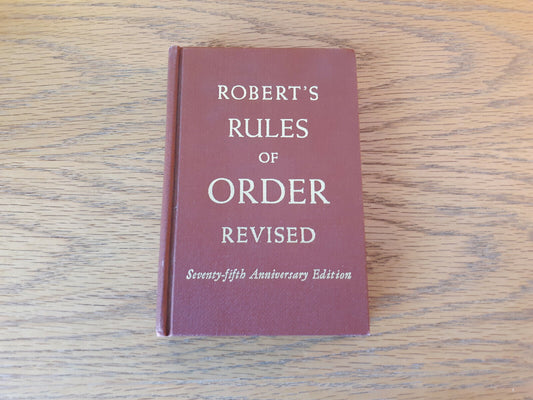 ROBERT'S
RULES
OF
ORDER
REVISED
Seventy-fifth Anniversary Edition